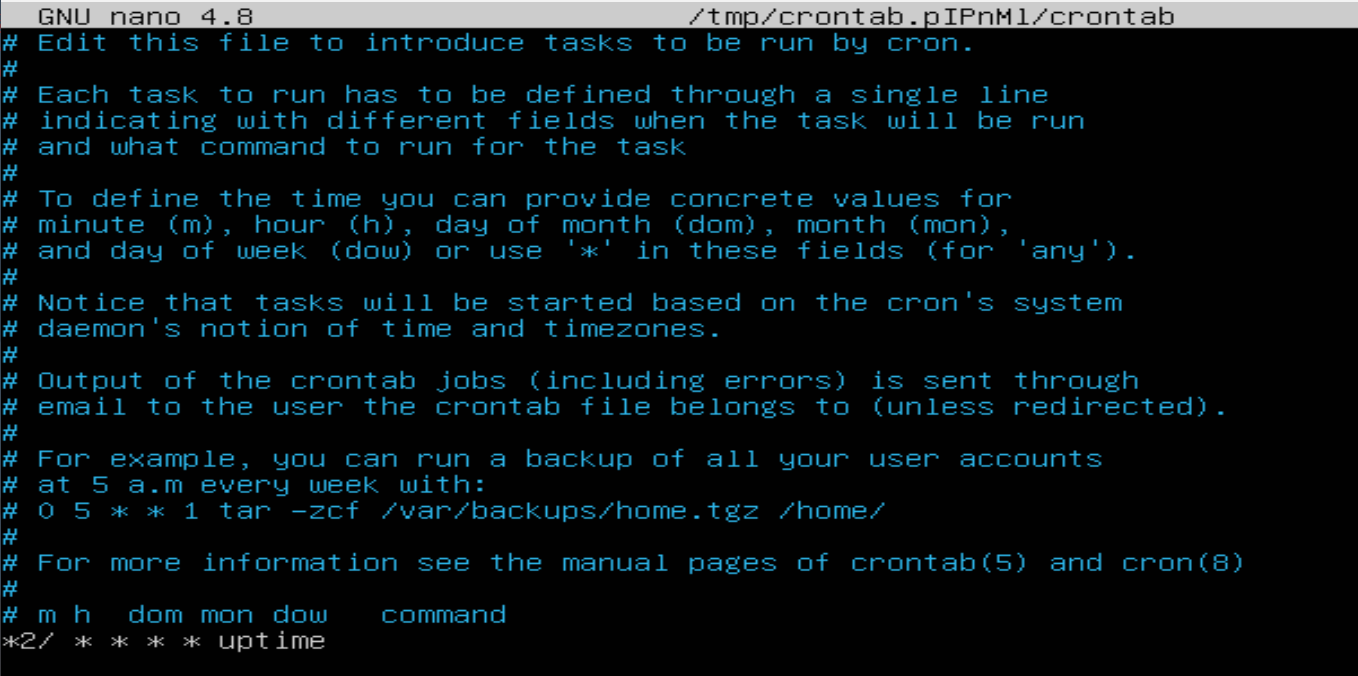 GNU nano 4.8 /tmp/crontab.pIPnMl/crontab
# Edit this file to introduce tasks to be run by cron.
#
# Each task to run has to be defined through a single line
# indicating with different fields when the task will be run
# and what command to run for the task
#
# To define the time you can provide concrete values for
# minute (m), hour (h), day of month (dom), month (mon),
# and day of week (dow) or use '*' in these fields (for 'any').
#
# Notice that tasks will be started based on the cron's system
# daemon's notion of time and timezones.
#
# Output of the crontab jobs (including errors) is sent through
# email to the user the crontab file belongs to (unless redirected).
#
# For example, you can run a backup of all your user accounts
# at 5 a.m every week with:
# 0 5 * * 1 tar -zcf /var/backups/home.tgz /home/
#
# For more information see the manual pages of crontab(5) and cron(8)
#
# m h  dom mon dow   command
*2/ * * * * uptime